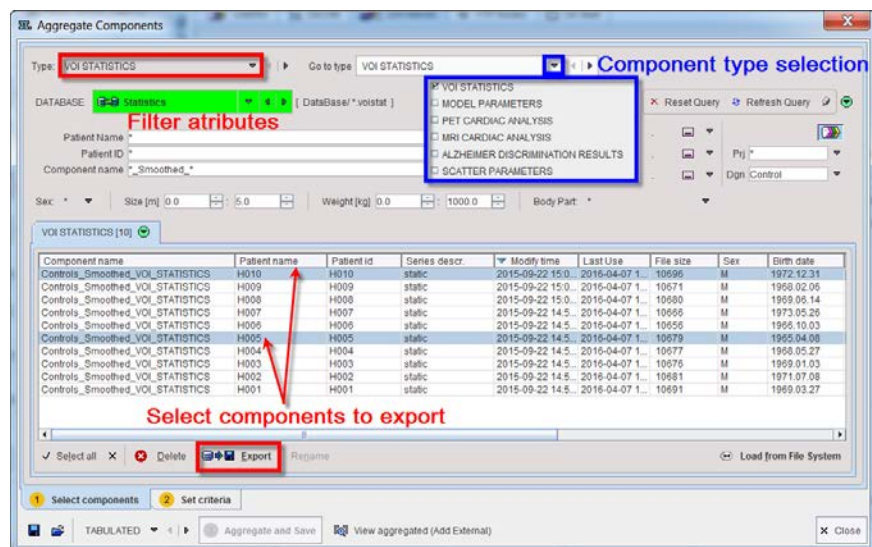 Aggregate Components
Type: VOI STATISTICS Go to type VOI STATISTICS Component type selection
VOI STATISTICS
MODEL PARAMETERS
PET CARDIAC ANALYSIS
MRI CARDIAC ANALYSIS
ALZHEIMER DISCRIMINATION RESULTS
SCATTER PARAMETERS
DATABASE Statistics [ DataBase/ *.voistat ] Reset Query Refresh Query
Filter atributes
Patient Name *
Patient ID * Prj *
Component name *_Smoothed_* Dgn Control
Sex: * Size [m] 0.0 : 5.0 Weight [kg] 0.0 : 1000.0 Body Part: *
VOI STATISTICS [10]
Component name Patient name Patient id Series descr. Modify time Last Use File size Sex Birth date
Controls_Smoothed_VOI_STATISTICS H010 H010 static 2015-09-22 15:0... 2016-04-07 1... 10696 M 1972.12.31
Controls_Smoothed_VOI_STATISTICS H009 H009 static 2015-09-22 15:0... 2016-04-07 1... 10671 M 1968.02.06
Controls_Smoothed_VOI_STATISTICS H008 H008 static 2015-09-22 15:0... 2016-04-07 1... 10680 M 1969.06.14
Controls_Smoothed_VOI_STATISTICS H007 H007 static 2015-09-22 14:5... 2016-04-07 1... 10666 M 1973.05.26
Controls_Smoothed_VOI_STATISTICS H006 H006 static 2015-09-22 14:5... 2016-04-07 1... 10656 M 1966.10.03
Controls_Smoothed_VOI_STATISTICS H005 H005 static 2015-09-22 14:5... 2016-04-07 1... 10679 M 1965.04.08
Controls_Smoothed_VOI_STATISTICS H004 H004 static 2015-09-22 14:5... 2016-04-07 1... 10677 M 1968.05.27
Controls_Smoothed_VOI_STATISTICS H003 H003 static 2015-09-22 14:5... 2016-04-07 1... 10676 M 1969.01.03
Controls_Smoothed_VOI_STATISTICS H002 H002 static 2015-09-22 14:5... 2016-04-07 1... 10681 M 1971.07.08
Controls_Smoothed_VOI_STATISTICS H001 H001 static 2015-09-22 14:5... 2016-04-07 1... 10691 M 1969.03.27
Select components to export
Select all Delete Export Rename Load from File System
1 Select components 2 Set criteria
TABULATED Aggregate and Save View aggregated (Add External) Close